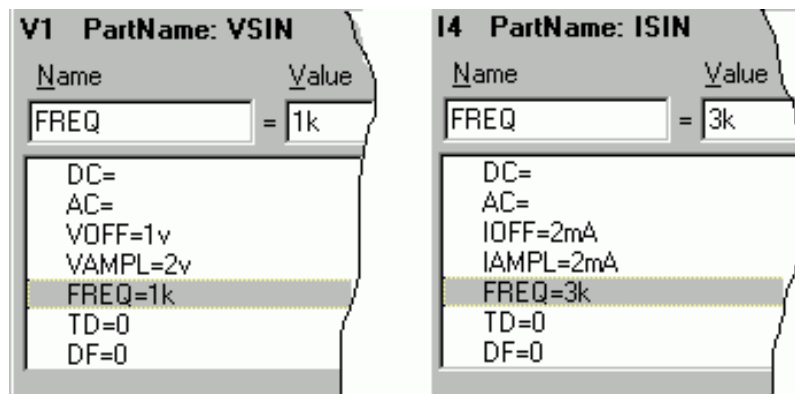 V1 PartName: VSIN
Name Value
FREQ = 1k
DC=
AC=
VOFF=1v
VAMPL=2v
FREQ=1k
TD=0
DF=0
I4 PartName: ISIN
Name Value
FREQ = 3k
DC=
AC=
IOFF=2mA
IAMPL=2mA
FREQ=3k
TD=0
DF=0